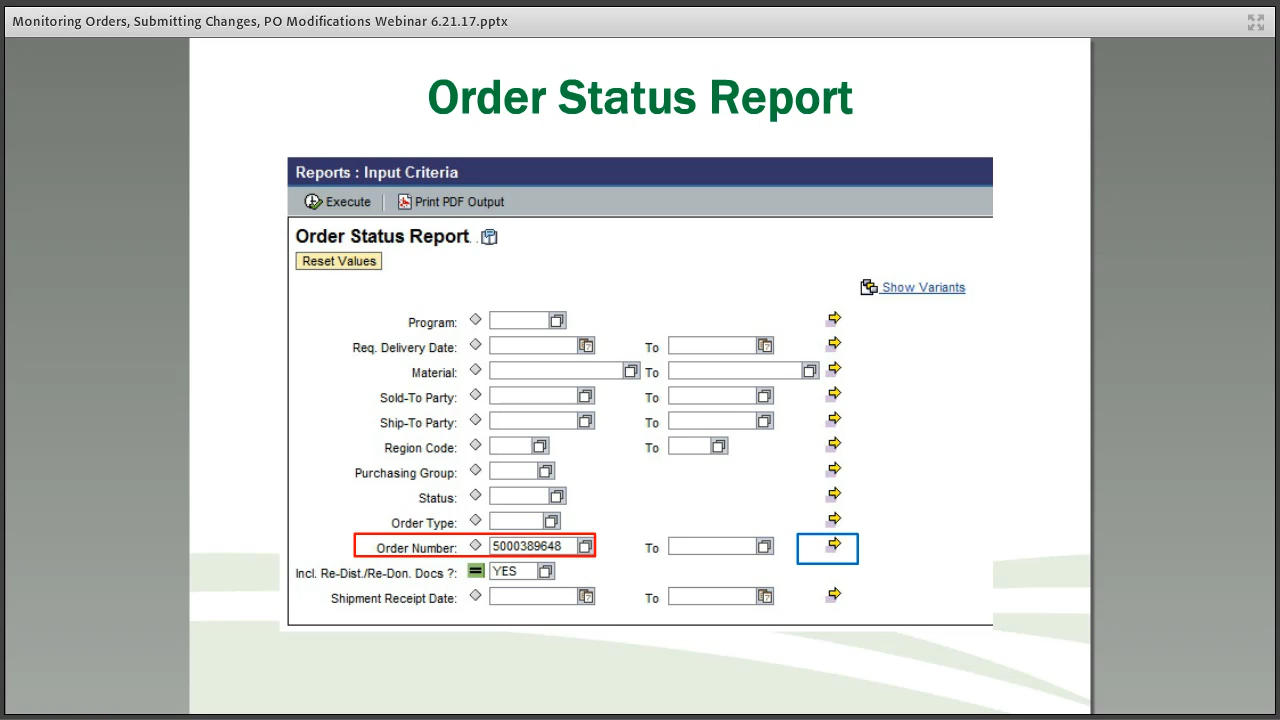 Monitoring Orders, Submitting Changes, PO Modifications Webinar 6.21.17.pptx
Order Status Report
Reports : Input Criteria
Execute Print PDF Output
Order Status Report
Reset Values
Show Variants
Program:
Req. Delivery Date: To
Material: To
Sold-To Party: To
Ship-To Party: To
Region Code: To
Purchasing Group:
Status:
Order Type:
Order Number: 5000389648 To
Incl. Re-Dist./Re-Don. Docs ?: YES
Shipment Receipt Date: To